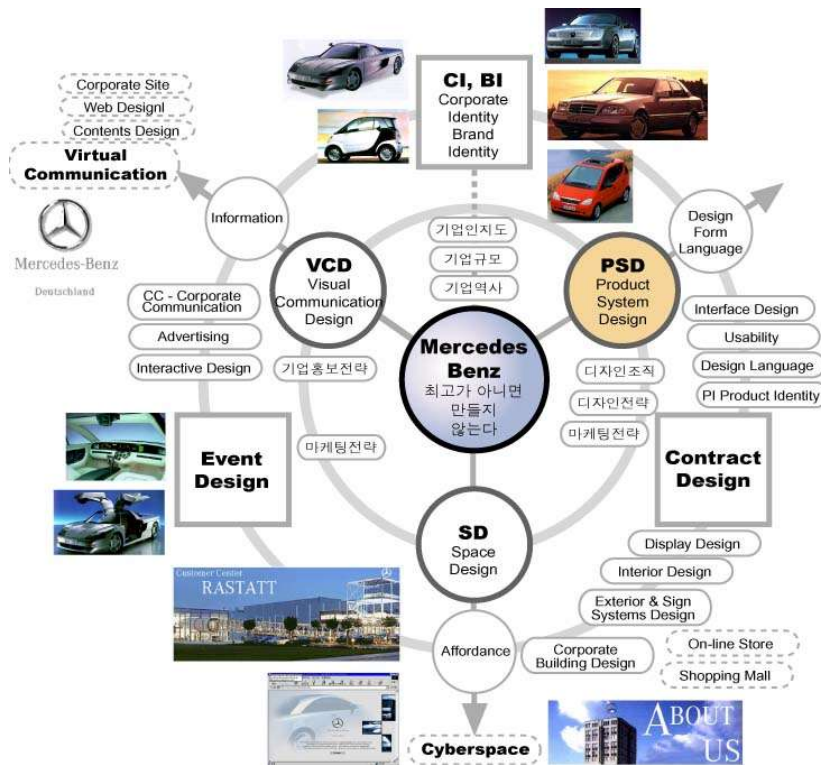 CI, BI
Corporate
Identity
Brand
Identity
Corporate Site
Web Designl
Contents Design
Virtual
Communication
Information
Design
Form
Language
Mercedes-Benz
Deutschland
기업인지도
기업규모
기업역사
VCD
Visual
Communication
Design
PSD
Product
System
Design
CC - Corporate
Communication
Advertising
Interactive Design
Interface Design
Usability
Design Language
PI Product Identity
기업홍보전략
마케팅전략
Mercedes
Benz
최고가 아니면
만들지
않는다
디자인조직
디자인전략
마케팅전략
Event
Design
Contract
Design
SD
Space
Design
Display Design
Interior Design
Exterior & Sign
Systems Design
Corporate
Building Design
On-line Store
Shopping Mall
Customer Center
RASTATT
Affordance
Cyberspace
ABOUT
US